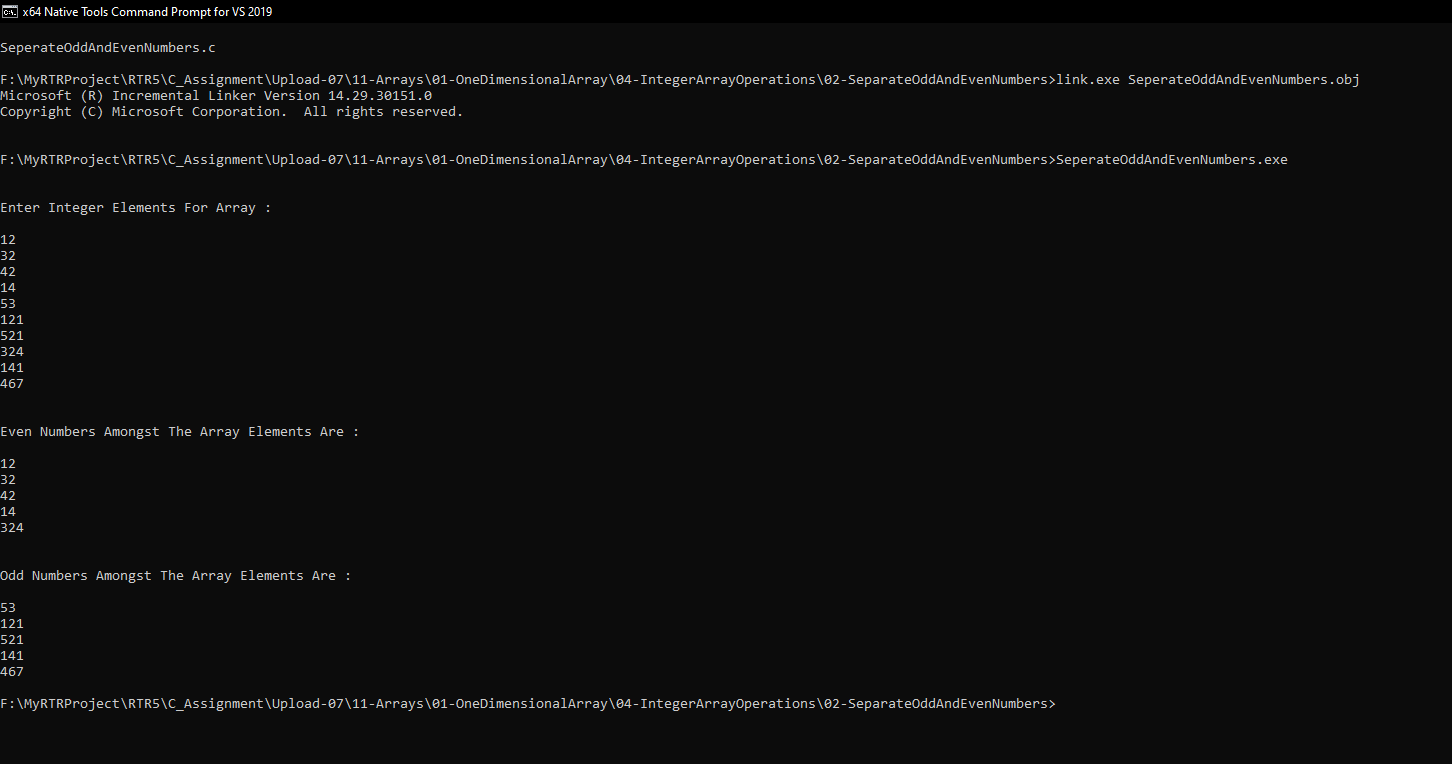 x64 Native Tools Command Prompt for VS 2019
SeperateOddAndEvenNumbers.c
F:\MyRTRProject\RTR5\C_Assignment\Upload-07\11-Arrays\01-OneDimensionalArray\04-IntegerArrayOperations\02-SeparateOddAndEvenNumbers>link.exe SeperateOddAndEvenNumbers.obj
Microsoft (R) Incremental Linker Version 14.29.30151.0
Copyright (C) Microsoft Corporation.  All rights reserved.
F:\MyRTRProject\RTR5\C_Assignment\Upload-07\11-Arrays\01-OneDimensionalArray\04-IntegerArrayOperations\02-SeparateOddAndEvenNumbers>SeperateOddAndEvenNumbers.exe
Enter Integer Elements For Array :
12
32
42
14
53
121
521
324
141
467
Even Numbers Amongst The Array Elements Are :
12
32
42
14
324
Odd Numbers Amongst The Array Elements Are :
53
121
521
141
467
F:\MyRTRProject\RTR5\C_Assignment\Upload-07\11-Arrays\01-OneDimensionalArray\04-IntegerArrayOperations\02-SeparateOddAndEvenNumbers>